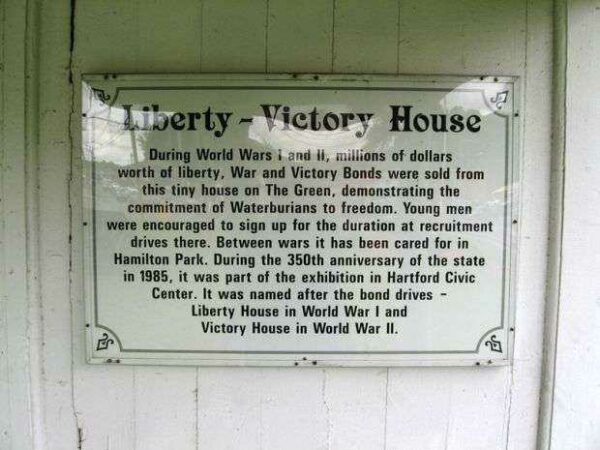 Liberty - Victory House
During World Wars I and II, millions of dollars
worth of liberty, War and Victory Bonds were sold from
this tiny house on The Green, demonstrating the
commitment of Waterburians to freedom. Young men
were encouraged to sign up for the duration at recruitment
drives there. Between wars it has been cared for in
Hamilton Park. During the 350th anniversary of the state
in 1985, it was part of the exhibition in Hartford Civic
Center. It was named after the bond drives -
Liberty House in World War I and
Victory House in World War II.